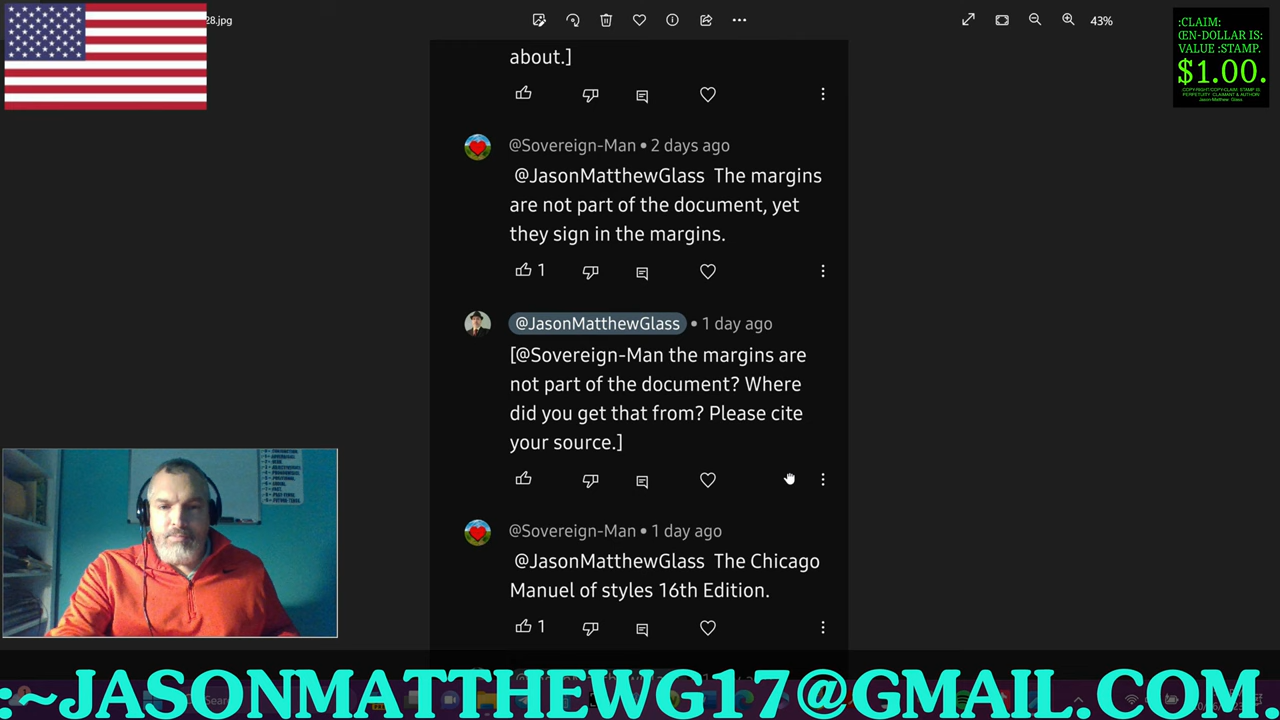 28.jpg
43%
:CLAIM:
ŒN-DOLLAR IS:
VALUE :STAMP.
$1.00.
about.]
@Sovereign-Man • 2 days ago
@JasonMatthewGlass The margins
are not part of the document, yet
they sign in the margins.
1
@JasonMatthewGlass • 1 day ago
[@Sovereign-Man the margins are
not part of the document? Where
did you get that from? Please cite
your source.]
@Sovereign-Man • 1 day ago
@JasonMatthewGlass The Chicago
Manuel of styles 16th Edition.
1
:~JASONMATTHEWG17@GMAIL.COM.